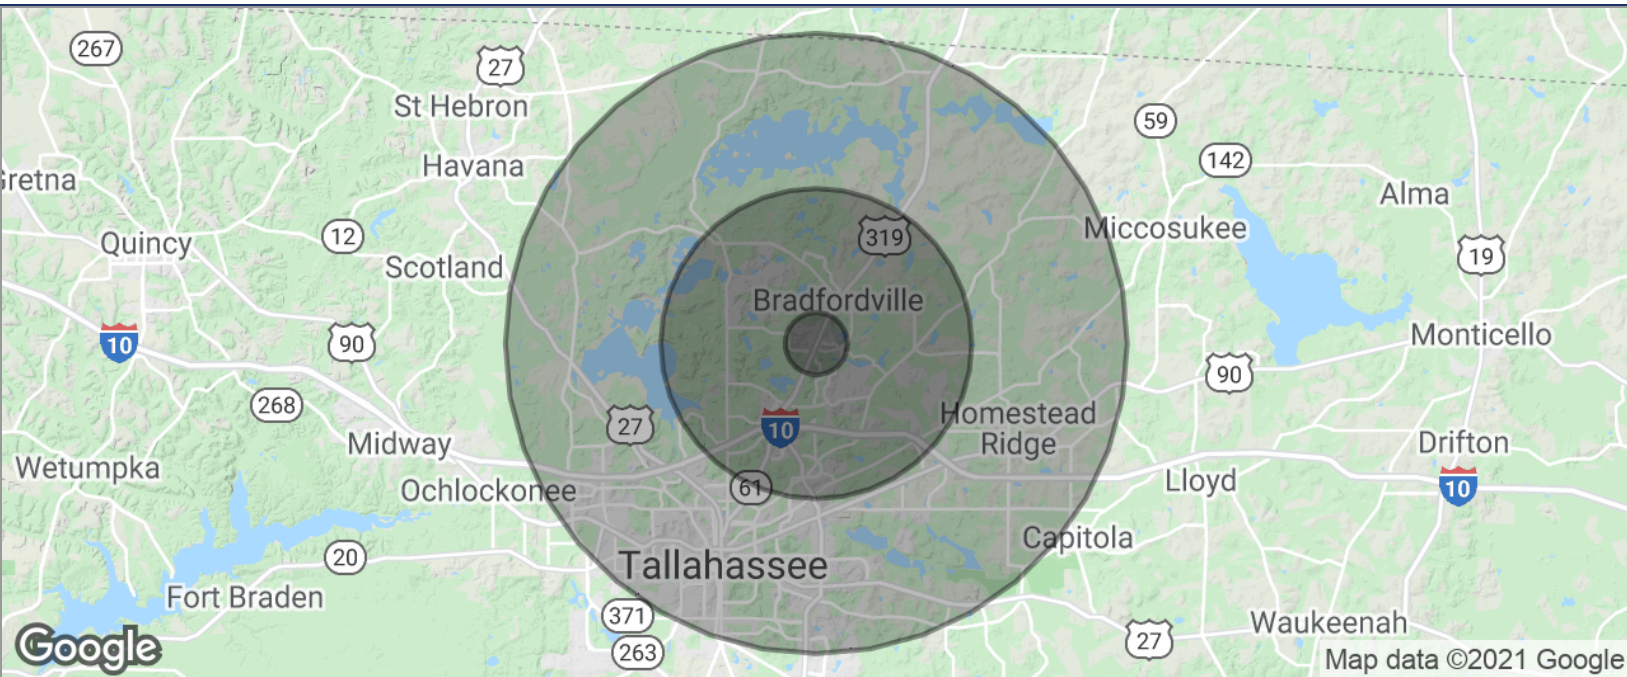 267
27
St Hebron
59
142
Havana
Gretna
Alma
Miccosukee
12
319
Quincy
19
Scotland
Bradfordville
10
90
Monticello
90
268
27
10
Homestead
Ridge
Midway
Drifton
Wetumpka
Lloyd
Ochlockonee
61
10
Capitola
20
Tallahassee
Fort Braden
371
Waukeenah
27
263
Google
Map data ©2021 Google